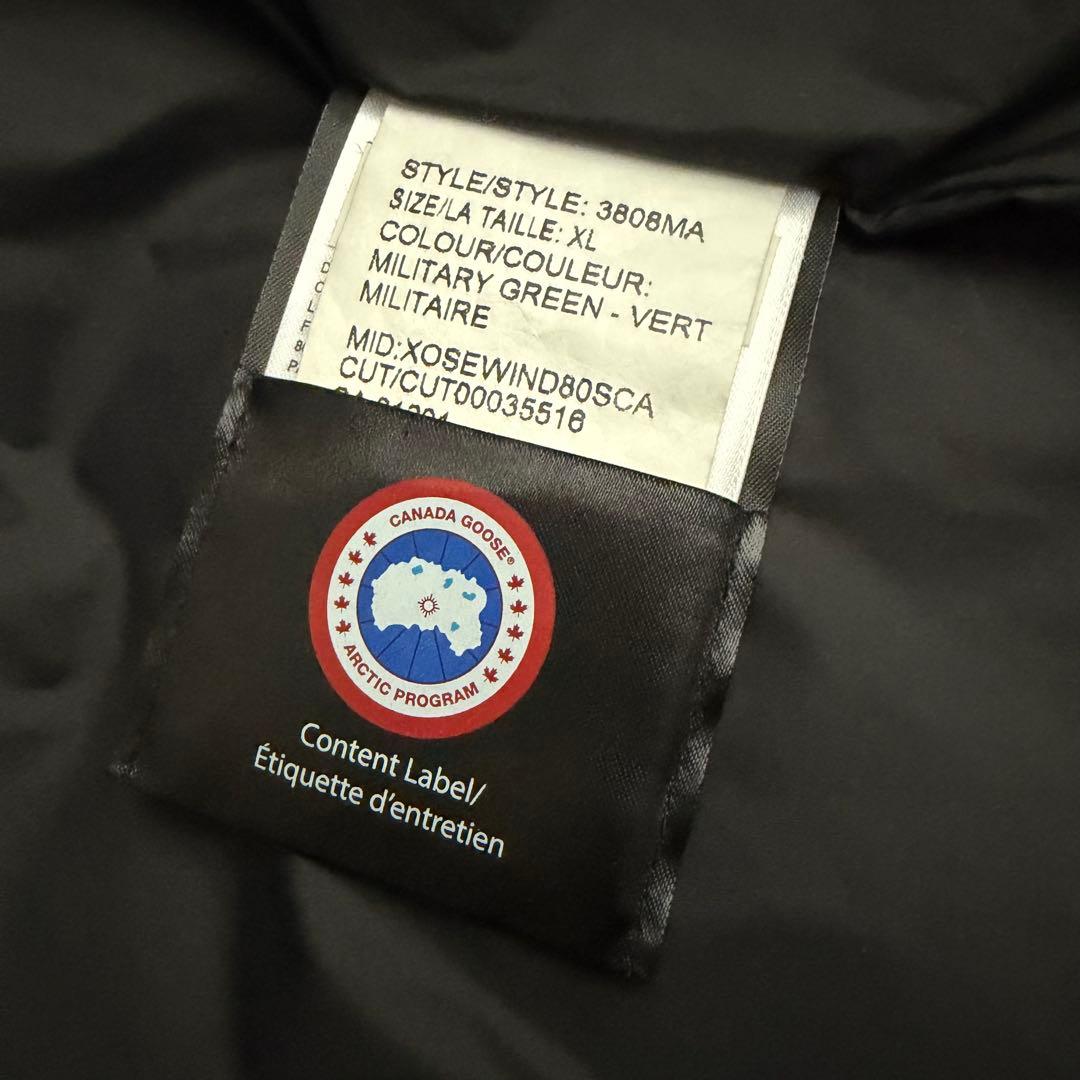 STYLE/STYLE: 3808MA
SIZE/LA TAILLE: XL
COLOUR/COULEUR:
MILITARY GREEN - VERT
MILITAIRE
MID:XOSEWIND80SCA
CUT/CUT00035516
CANADA GOOSE®
ARCTIC PROGRAM
Content Label/
Étiquette d'entretien